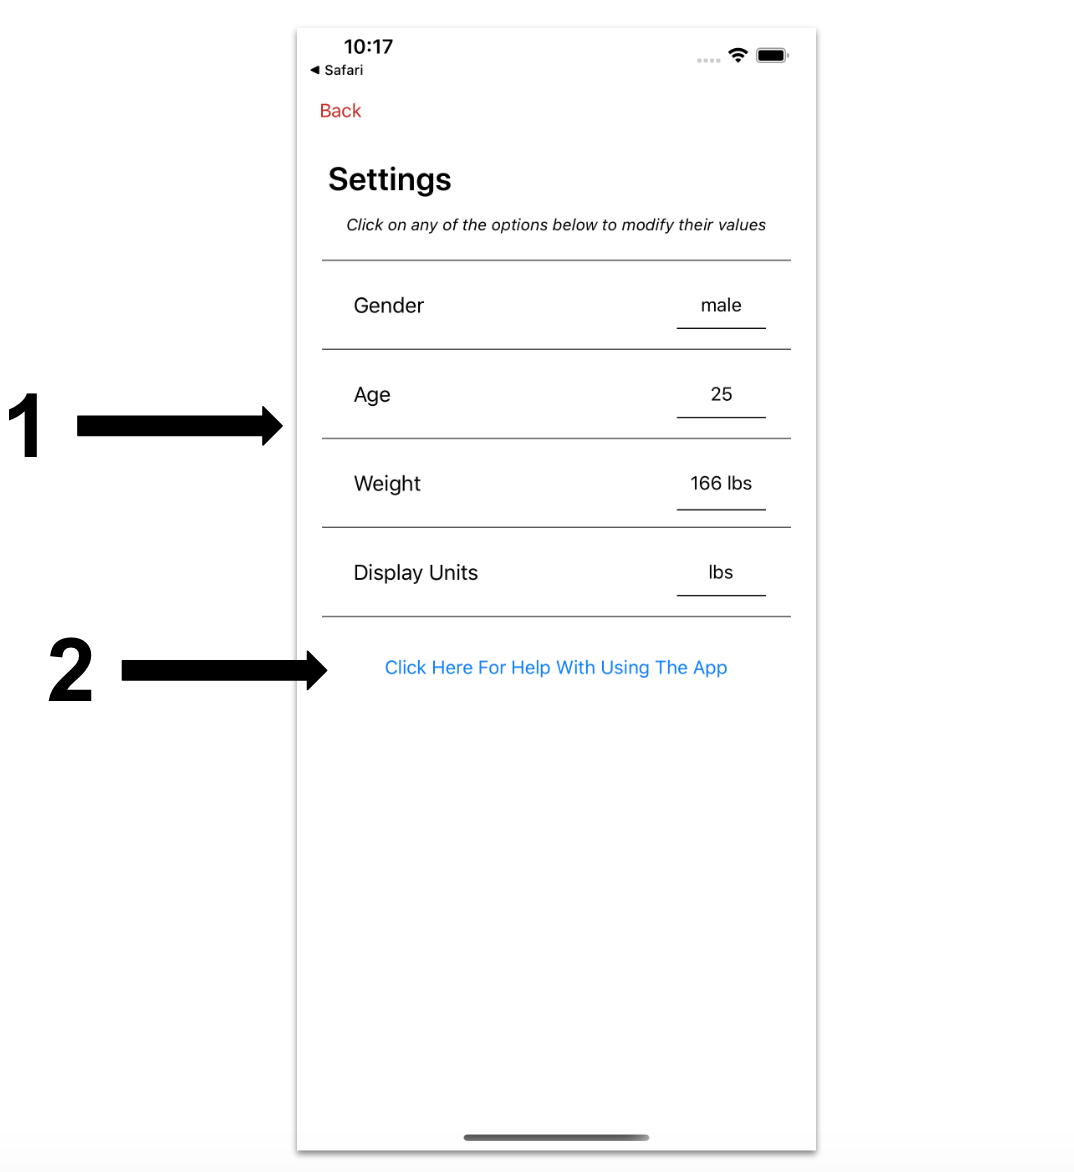 10:17
◀ Safari
Back
Settings
Click on any of the options below to modify their values
Gender male
1
Age 25
Weight 166 lbs
Display Units lbs
2
Click Here For Help With Using The App